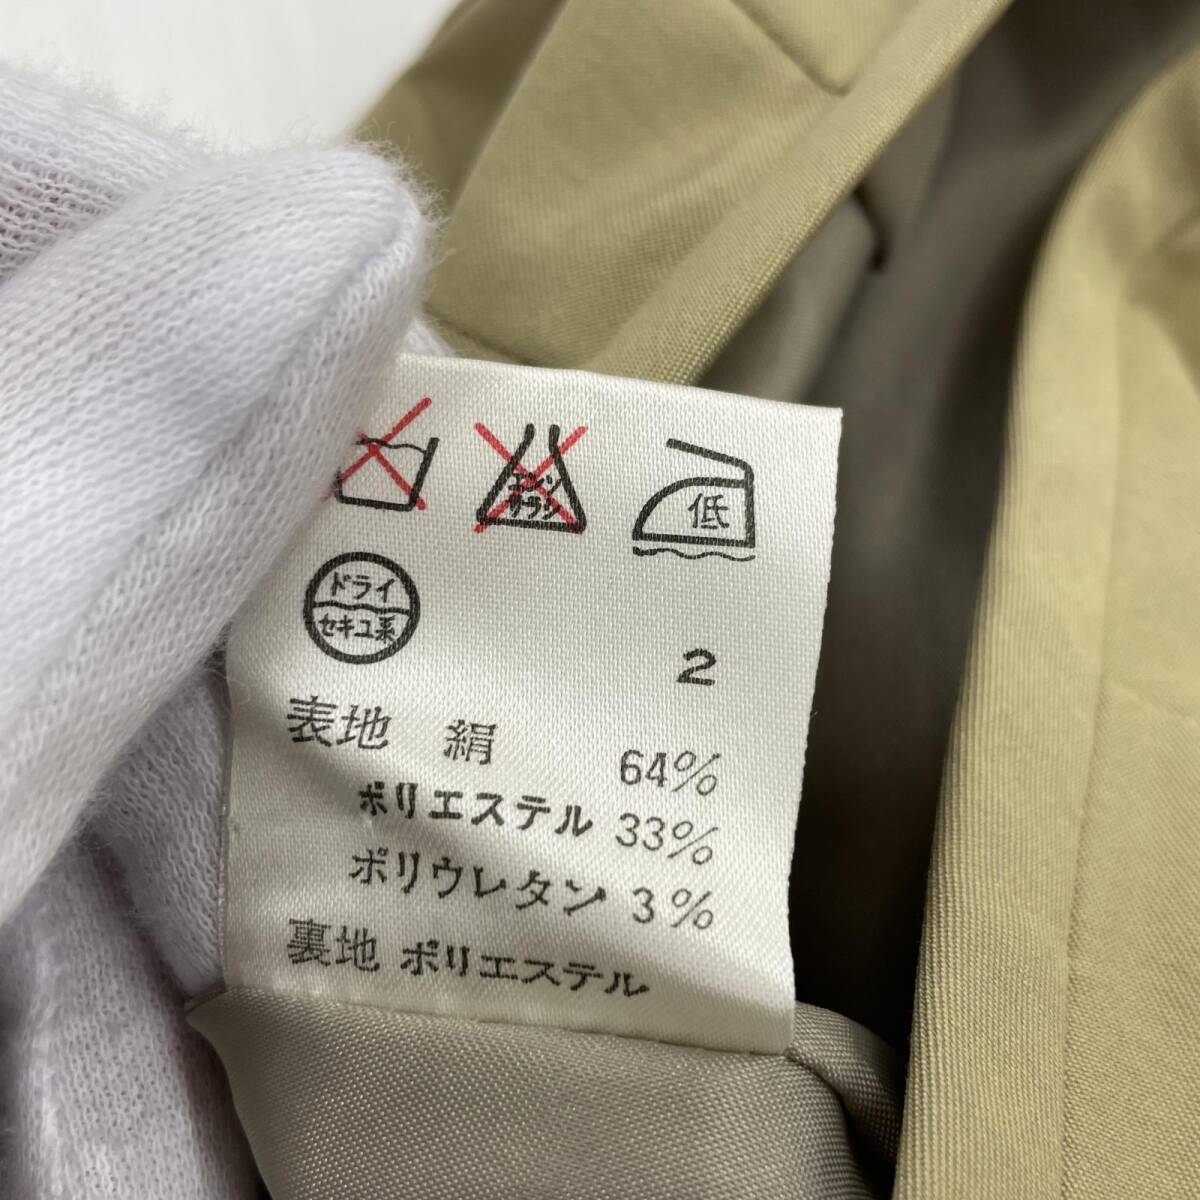 エンソ
サラシ
低
ドライ
セキユ系
2
表地 絹 64%
ポリエステル 33%
ポリウレタン 3%
裏地 ポリエステル